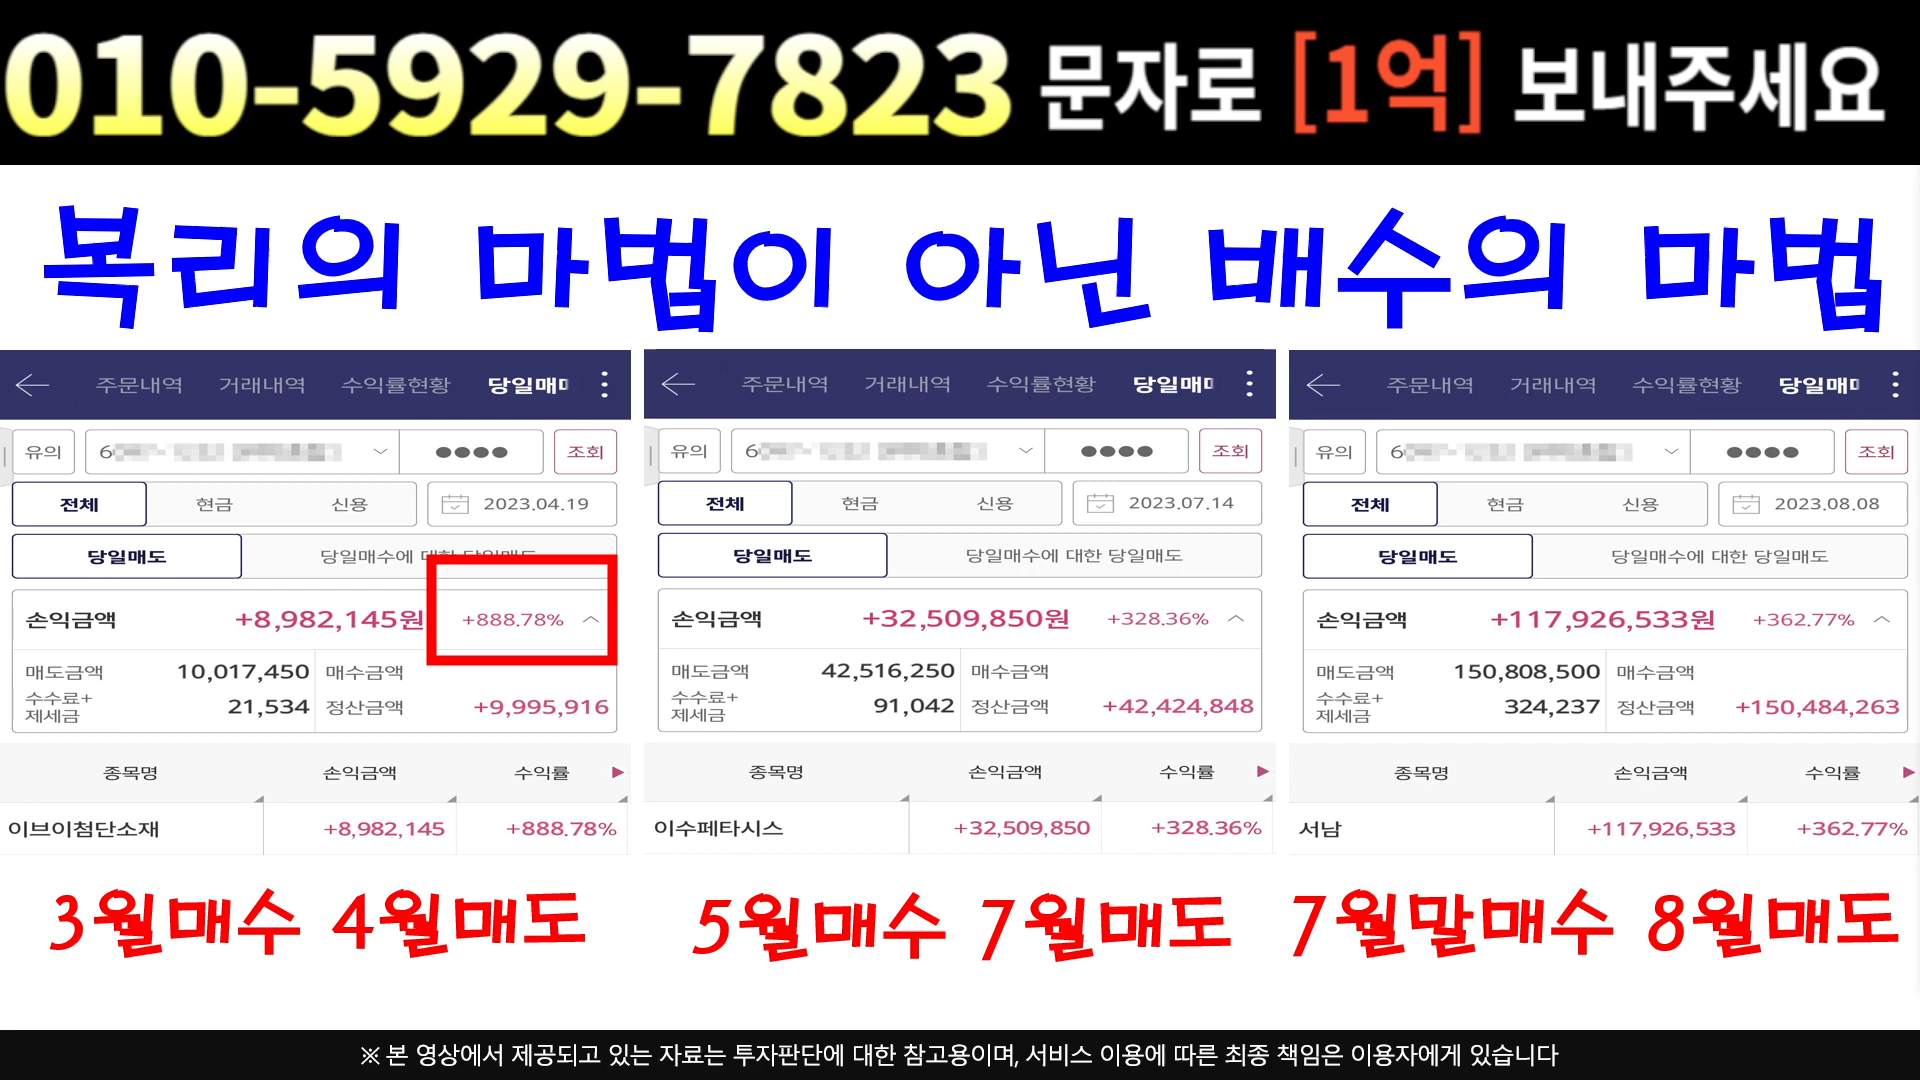 010-5929-7823 문자로 [1억] 보내주세요
복리의 마법이 아닌 배수의 마법
주문내역 거래내역 수익률현황 당일매
유의 6 ●●●● 조회
전체 현금 신용 2023.04.19
당일매도 당일매수에 대한 당일매도
손익금액 +8,982,145원 +888.78%
매도금액 10,017,450 매수금액
수수료+
제세금 21,534 정산금액 +9,995,916
종목명 손익금액 수익률
이브이첨단소재 +8,982,145 +888.78%
3월매수 4월매도
주문내역 거래내역 수익률현황 당일매
유의 6 ●●●● 조회
전체 현금 신용 2023.07.14
당일매도 당일매수에 대한 당일매도
손익금액 +32,509,850원 +328.36%
매도금액 42,516,250 매수금액
수수료+
제세금 91,042 정산금액 +42,424,848
종목명 손익금액 수익률
이수페타시스 +32,509,850 +328.36%
5월매수 7월매도
주문내역 거래내역 수익률현황 당일매
유의 6 ●●●● 조회
전체 현금 신용 2023.08.08
당일매도 당일매수에 대한 당일매도
손익금액 +117,926,533원 +362.77%
매도금액 150,808,500 매수금액
수수료+
제세금 324,237 정산금액 +150,484,263
종목명 손익금액 수익률
서남 +117,926,533 +362.77%
7월말매수 8월매도
※ 본 영상에서 제공되고 있는 자료는 투자판단에 대한 참고용이며, 서비스 이용에 따른 최종 책임은 이용자에게 있습니다